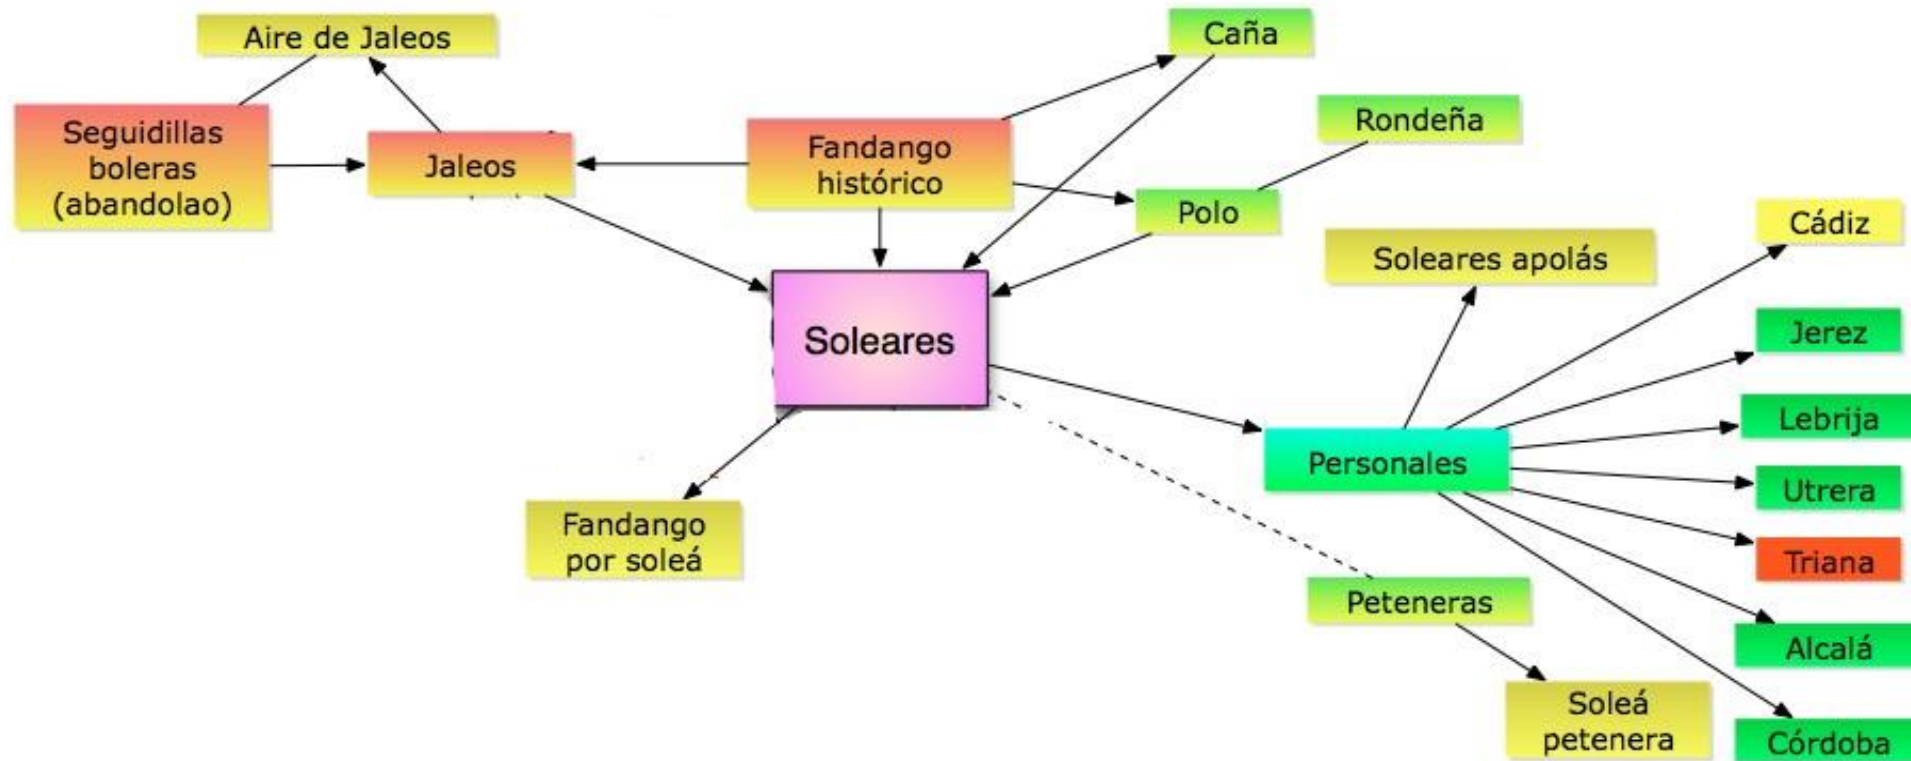 Aire de Jaleos
Caña
Seguidillas
boleras
(abandolao)
Jaleos
Fandango
histórico
Rondeña
Polo
Cádiz
Soleares apolás
Soleares
Jerez
Lebrija
Personales
Utrera
Fandango
por soleá
Triana
Peteneras
Alcalá
Soleá
petenera
Córdoba